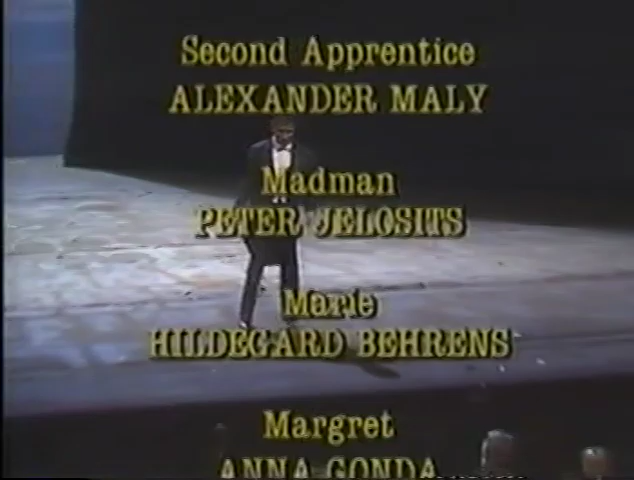 Second Apprentice
ALEXANDER MALY
Madman
PETER JELOSITS
Marie
HILDEGARD BEHRENS
Margret
ANNA GONDA